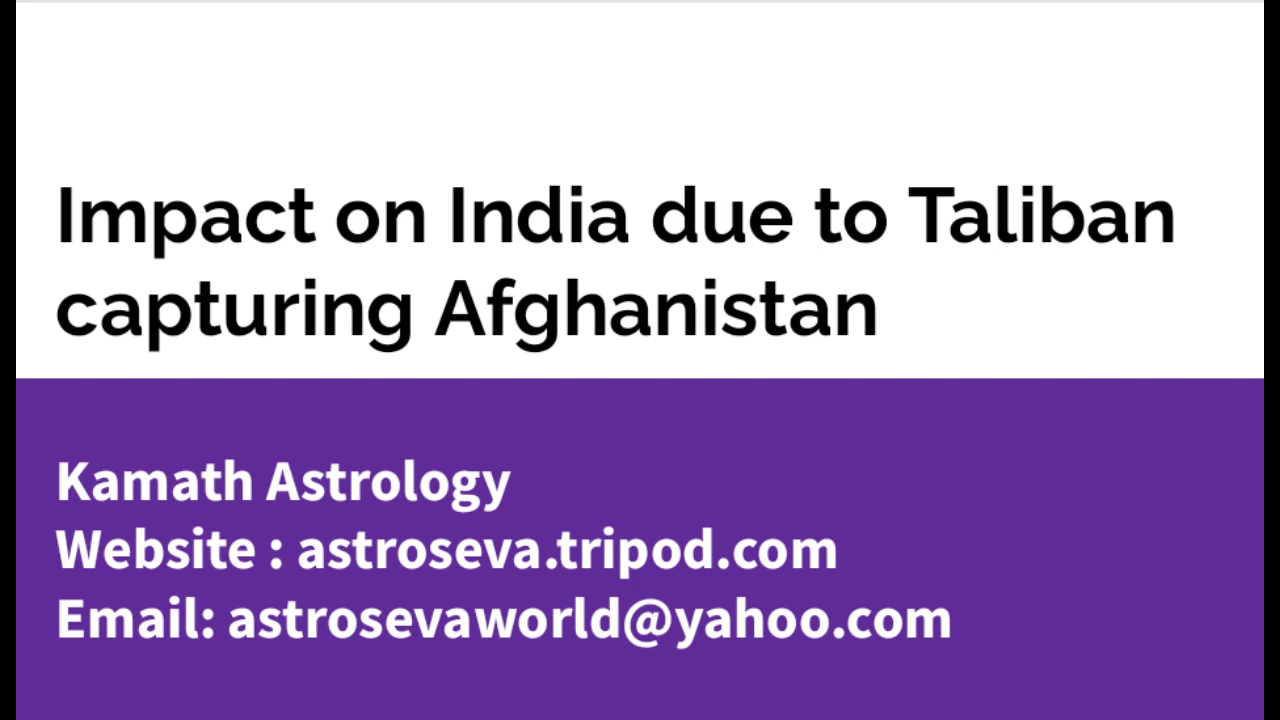 Impact on India due to Taliban
capturing Afghanistan
Kamath Astrology
Website : astroseva.tripod.com
Email: astrosevaworld@yahoo.com